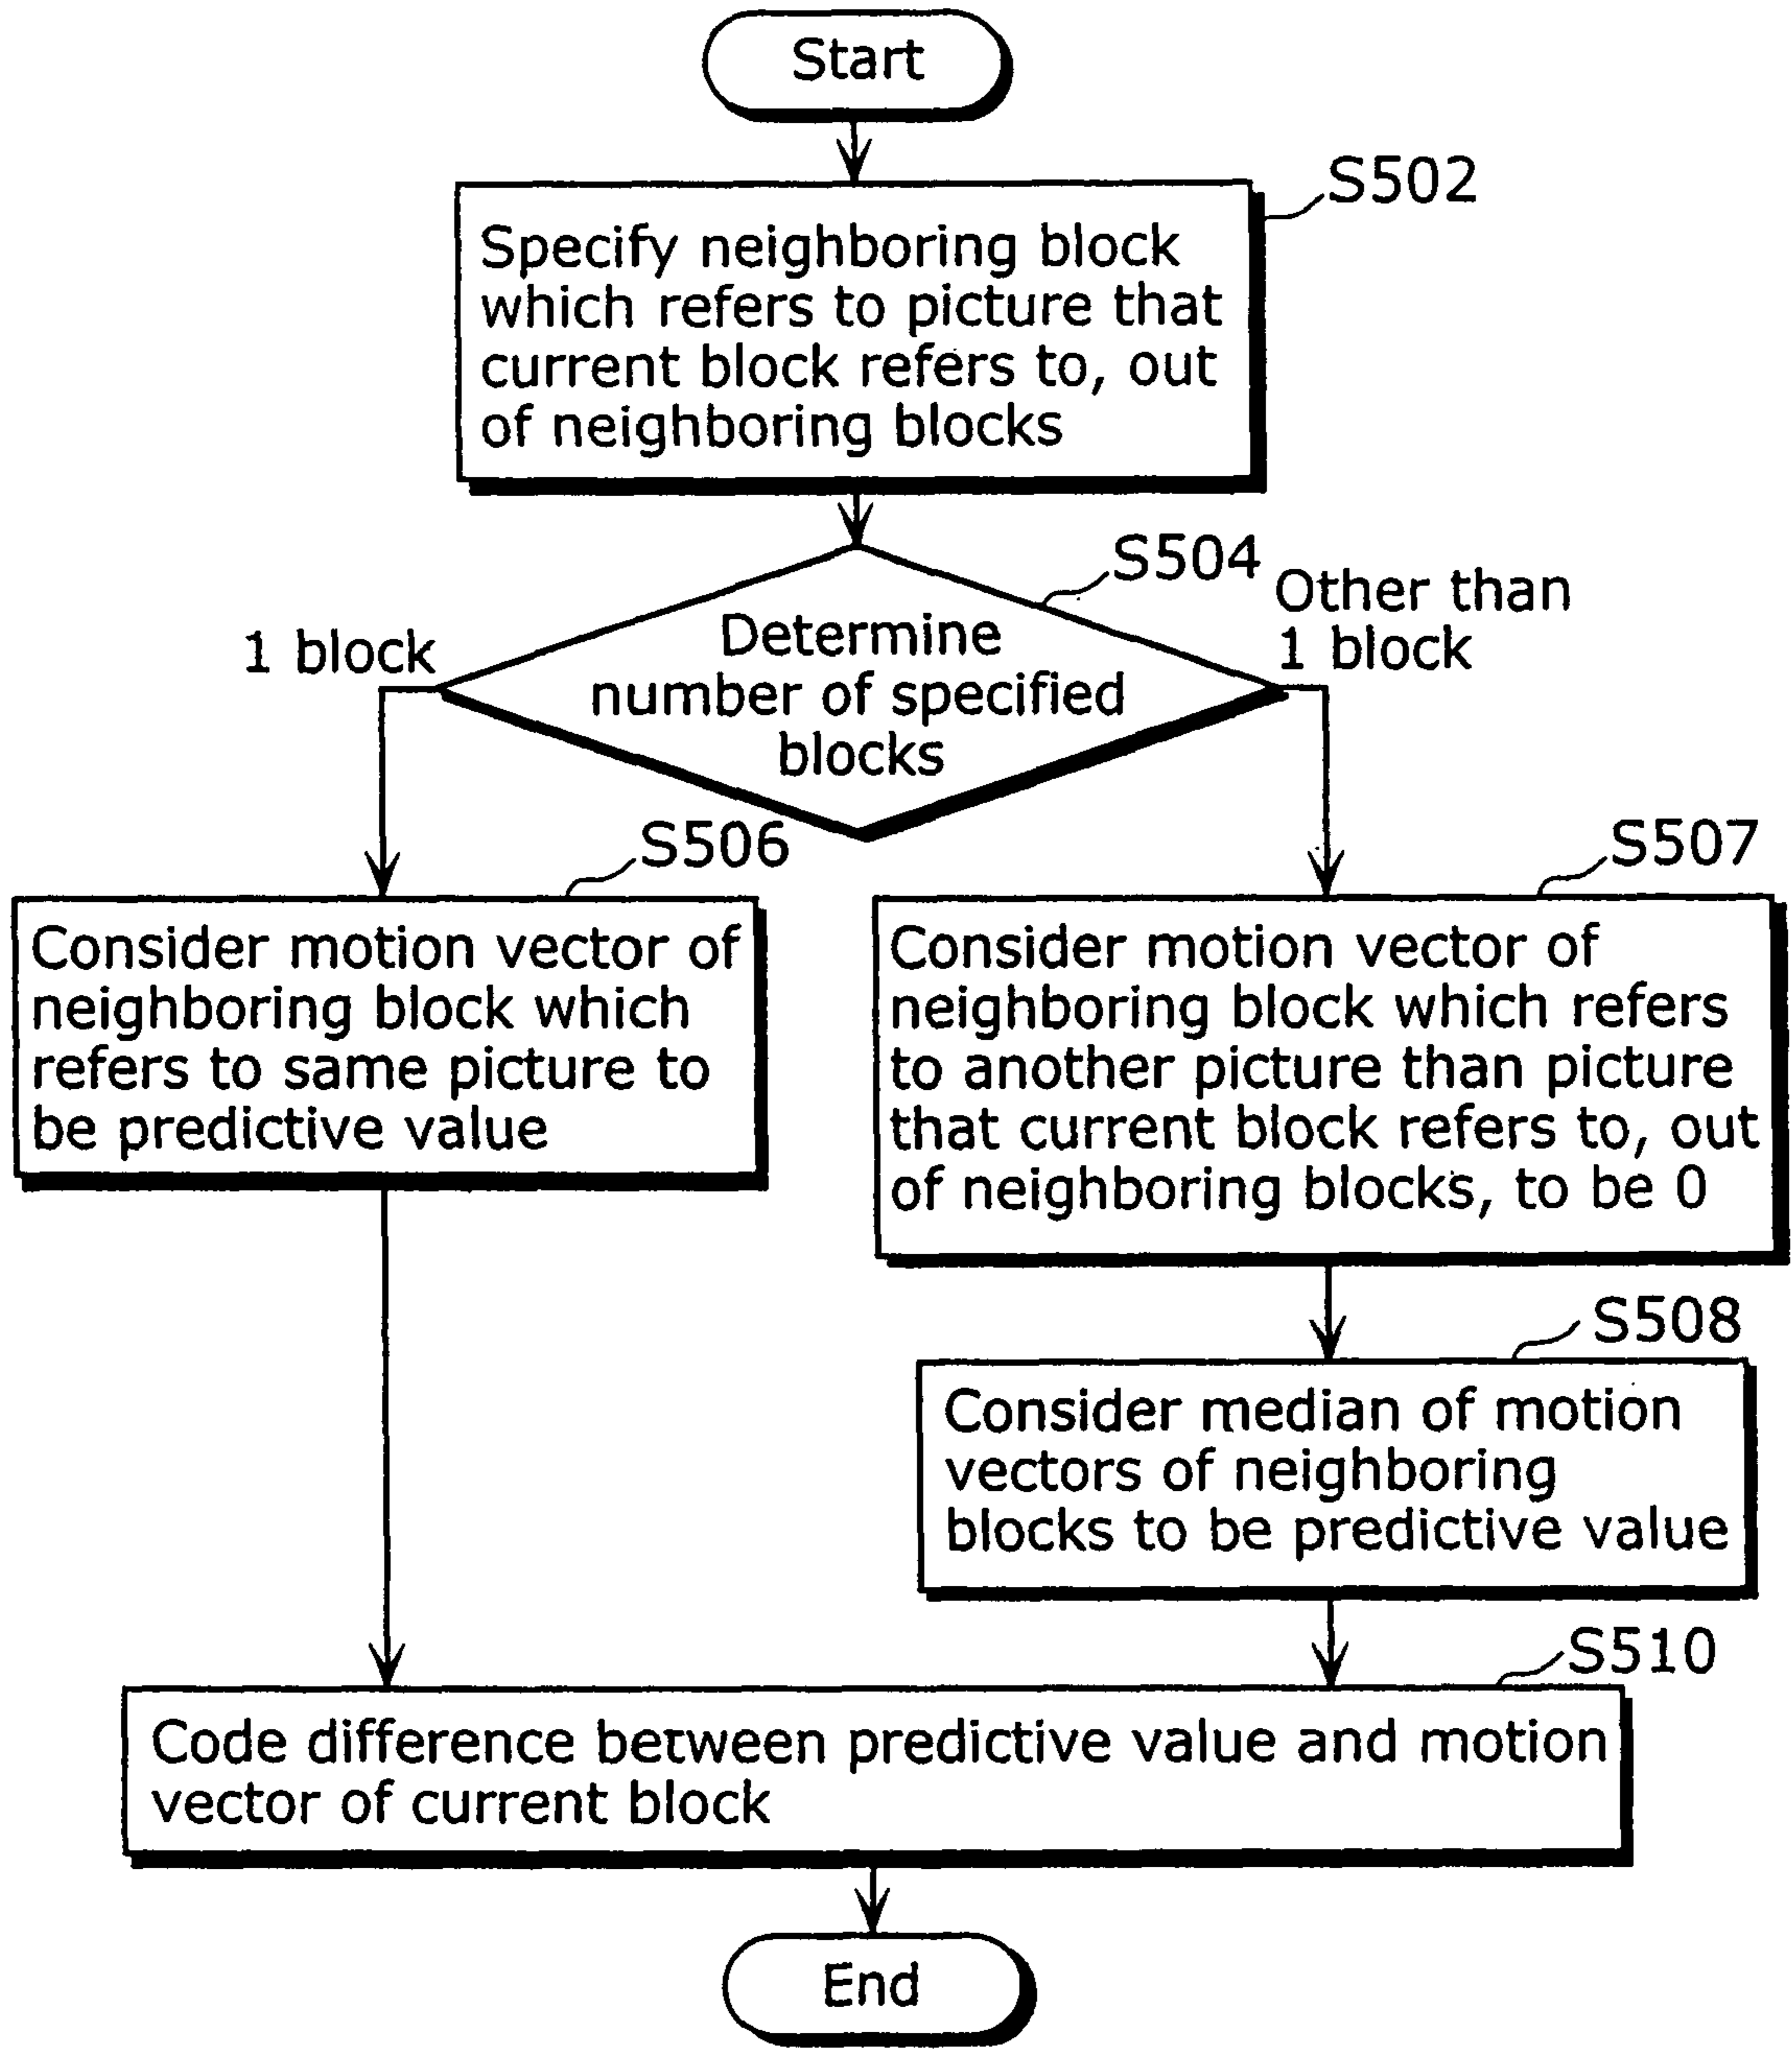 Start
S502
Specify neighboring block
which refers to picture that
current block refers to, out
of neighboring blocks
S504
Determine
number of specified
blocks
1 block
Other than
1 block
S506
Consider motion vector of
neighboring block which
refers to same picture to
be predictive value
S507
Consider motion vector of
neighboring block which refers
to another picture than picture
that current block refers to, out
of neighboring blocks, to be 0
S508
Consider median of motion
vectors of neighboring
blocks to be predictive value
S510
Code difference between predictive value and motion
vector of current block
End